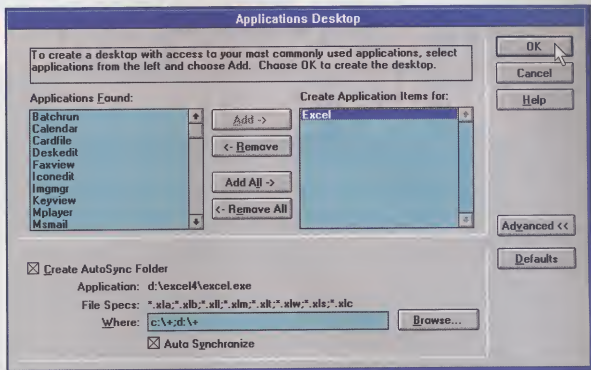 Applications Desktop
To create a desktop with access to your most commonly used applications, select
applications from the left and choose Add. Choose OK to create the desktop.
OK
Cancel
Help
Applications Found:
Batchrun
Calendar
Cardfile
Deskedit
Faxview
Iconedit
Imgmgr
Keyview
Mplayer
Msmail
Add ->
<- Remove
Add All ->
<- Remove All
Create Application Items for:
Excel
Advanced <<
Defaults
Create AutoSync Folder
Application: d:\excel4\excel.exe
File Specs: *.xla;*.xlb;*.xll;*.xlm;*.xlt;*.xlw;*.xls;*.xlc
Where: c:\+;d:\+
Browse...
Auto Synchronize